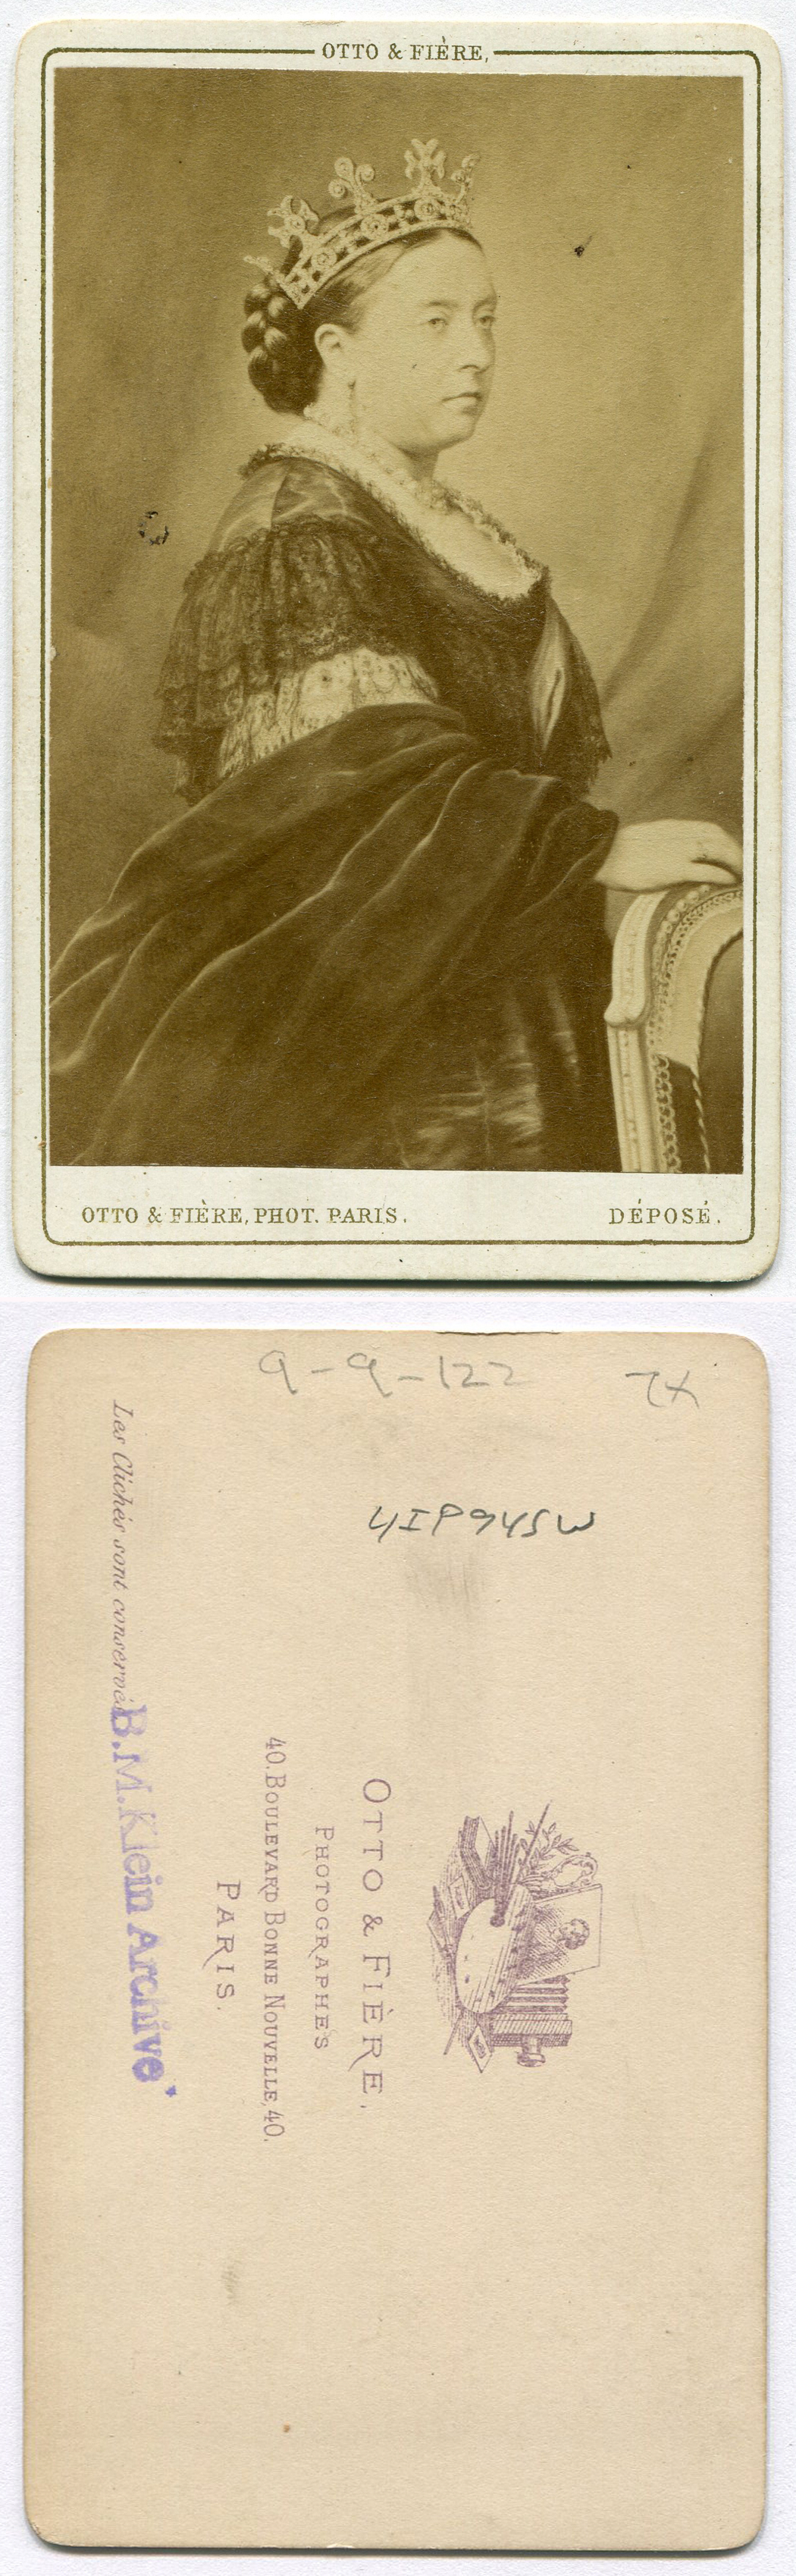 OTTO & FIÈRE,
OTTO & FIÈRE, PHOT. PARIS. DÉPOSÉ.
9-9-122
7X
4IP94SW
OTTO & FIÈRE.
PHOTOGRAPHES
40. BOULEVARD BONNE NOUVELLE, 40.
PARIS.
Les Clichés sont conservés
B.M. Klein Archive